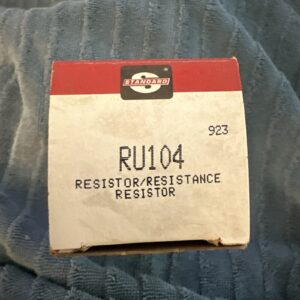 S
STANDARD
923
RU104
RESISTOR/RESISTANCE
RESISTOR